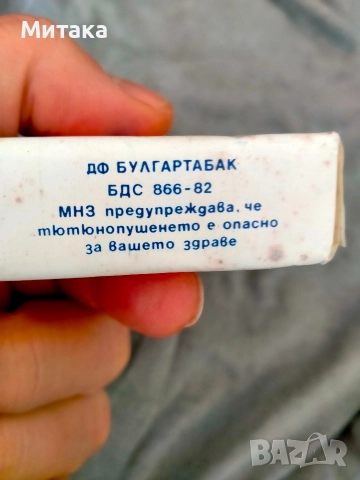 Митака
ДФ БУЛГАРТАБАК
БДС 866-82
МНЗ предупреждава, че
тютюнопушенето е опасно
за вашето здраве
BAZAR